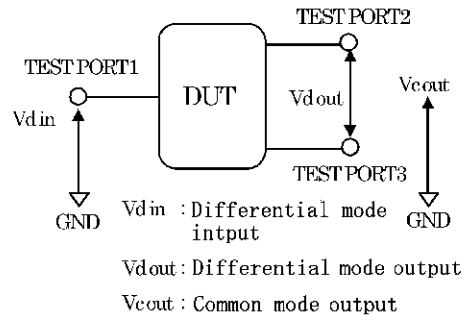 TEST PORT2
TEST PORT1
Vdin
DUT
Vdout
Vcout
TEST PORT3
GND
GND
Vdin : Differential mode
intput
Vdout : Differential mode output
Vcout : Common mode output